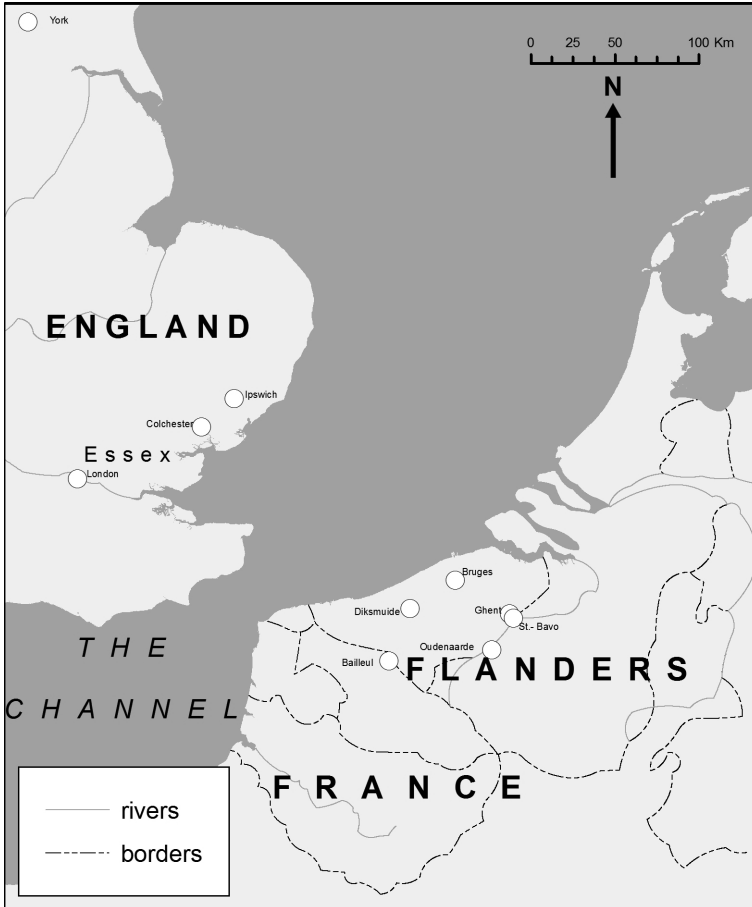 York
0 25 50 100 Km
N
ENGLAND
Ipswich
Colchester
Essex
London
Bruges
Diksmuide
Ghent
St.- Bavo
Oudenaarde
Bailleul
FLANDERS
THE
CHANNEL
FRANCE
rivers
borders